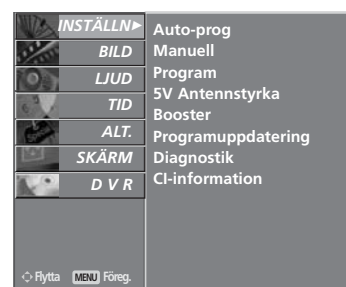 INSTÄLLN►
BILD
LJUD
TID
ALT.
SKÄRM
D V R
Auto-prog
Manuell
Program
5V Antennstyrka
Booster
Programuppdatering
Diagnostik
CI-information
Flytta MENU Föreg.